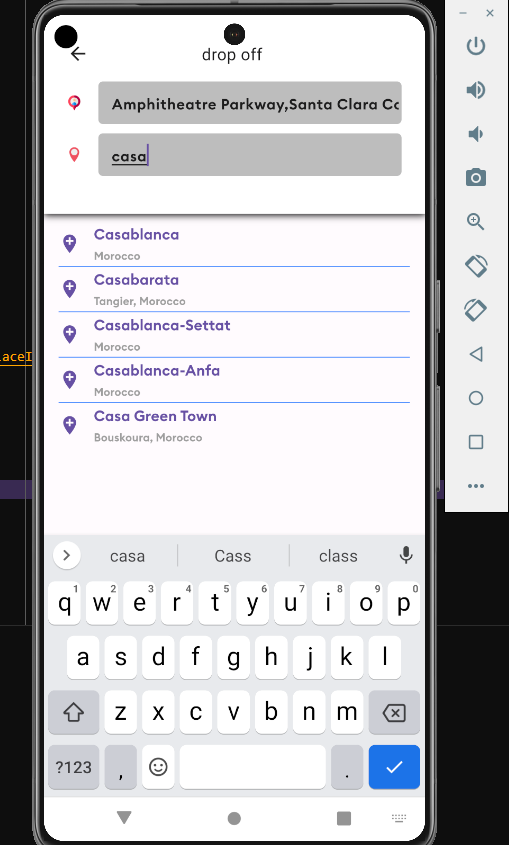 drop off
Amphitheatre Parkway,Santa Clara Co
casa
Casablanca
Morocco
Casabarata
Tangier, Morocco
laceI
Casablanca-Settat
Morocco
Casablanca-Anfa
Morocco
Casa Green Town
Bouskoura, Morocco
casa Cass class
1 2 3 4 5 6 7 8 9 0
q w e r t y u i o p
a s d f g h j k l
z x c v b n m
?123 , .